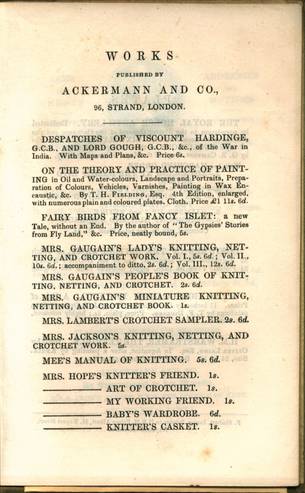 WORKS
PUBLISHED BY
ACKERMANN AND CO.,
96, STRAND, LONDON.
DESPATCHES OF VISCOUNT HARDINGE,
G.C.B., AND LORD GOUGH, G.C.B., &c., of the War in
India. With Maps and Plans, &c. Price 6s.
ON THE THEORY AND PRACTICE OF PAINT-
ING in Oil and Water-colours, Landscape and Portraits, Prepa-
ration of Colours, Vehicles, Varnishes, Painting in Wax En-
caustic, &c. By T. H. FIELDING, Esq. 4th Edition, enlarged,
with numerous plain and coloured plates. Cloth. Price £1 11s. 6d.
FAIRY BIRDS FROM FANCY ISLET: a new
Tale, without an End. By the author of "The Gypsies' Stories
from Fly Land," &c. Price, neatly bound, 5s.
MRS. GAUGAIN'S LADY'S KNITTING, NET-
TING, AND CROTCHET WORK. Vol. I., 5s. 6d.; Vol. II.,
10s. 6d.; accompaniment to ditto, 2s. 6d.; Vol. III., 12s. 6d.
MRS. GAUGAIN'S PEOPLE'S BOOK OF KNIT-
TING, NETTING, AND CROTCHET. 2s. 6d.
MRS. GAUGAIN'S MINIATURE KNITTING,
NETTING, AND CROTCHET BOOK. 1s.
MRS. LAMBERT'S CROTCHET SAMPLER. 2s. 6d.
MRS. JACKSON'S KNITTING, NETTING, AND
CROTCHET WORK. 5s.
MEE'S MANUAL OF KNITTING. 5s. 6d.
MRS. HOPE'S KNITTER'S FRIEND. 1s.
ART OF CROTCHET. 1s.
MY WORKING FRIEND. 1s.
BABY'S WARDROBE. 6d.
KNITTER'S CASKET. 1s.